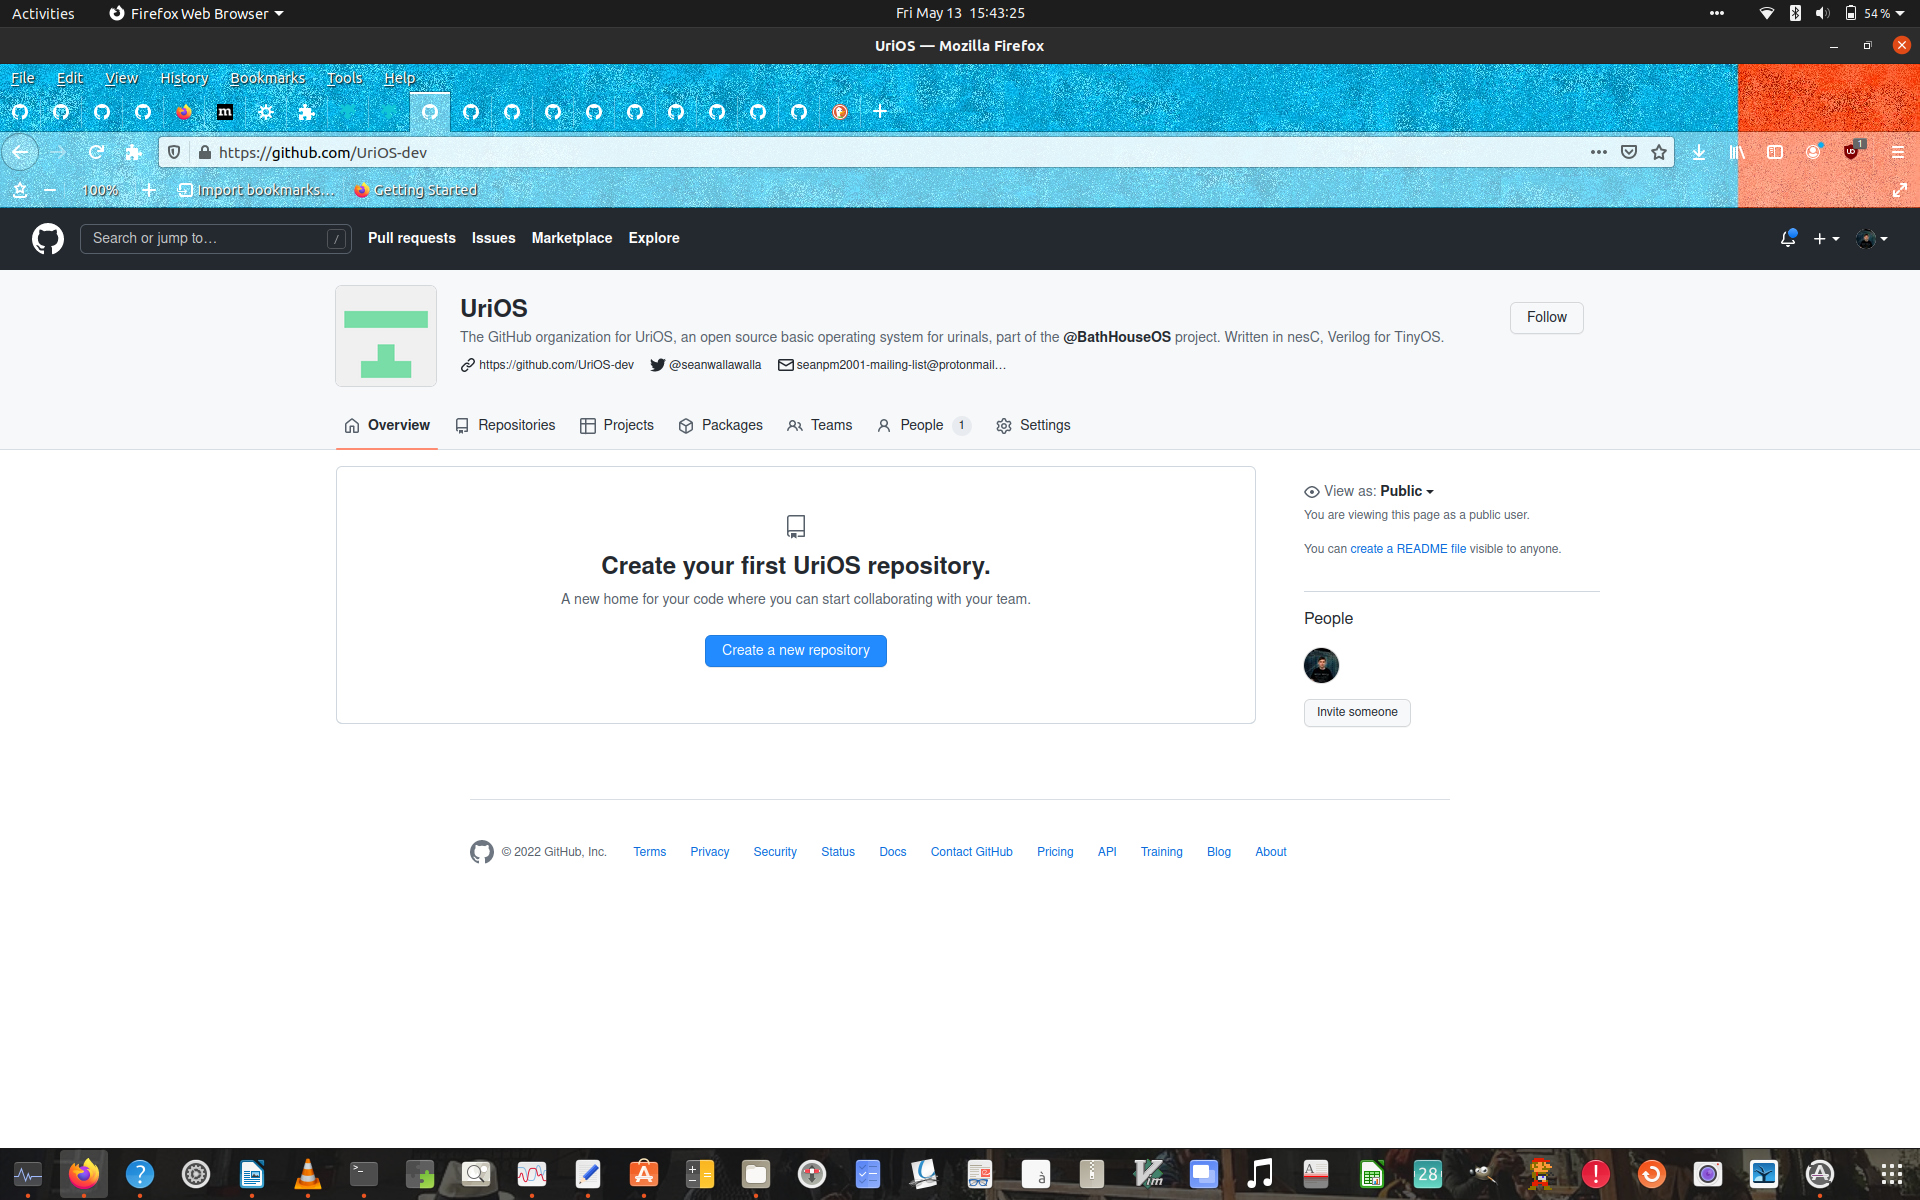 Activities
Firefox Web Browser
Fri May 13 15:43:25
54 %
UriOS — Mozilla Firefox
File Edit View History Bookmarks Tools Help
https://github.com/UriOS-dev
1
100%
Import bookmarks...
Getting Started
Search or jump to...
/
Pull requests Issues Marketplace Explore
UriOS
The GitHub organization for UriOS, an open source basic operating system for urinals, part of the @BathHouseOS project. Written in nesC, Verilog for TinyOS.
Follow
https://github.com/UriOS-dev
@seanwallawalla
seanpm2001-mailing-list@protonmail...
Overview
Repositories
Projects
Packages
Teams
People 1
Settings
Create your first UriOS repository.
A new home for your code where you can start collaborating with your team.
Create a new repository
View as: Public
You are viewing this page as a public user.
You can create a README file visible to anyone.
People
Invite someone
© 2022 GitHub, Inc.
Terms
Privacy
Security
Status
Docs
Contact GitHub
Pricing
API
Training
Blog
About
28